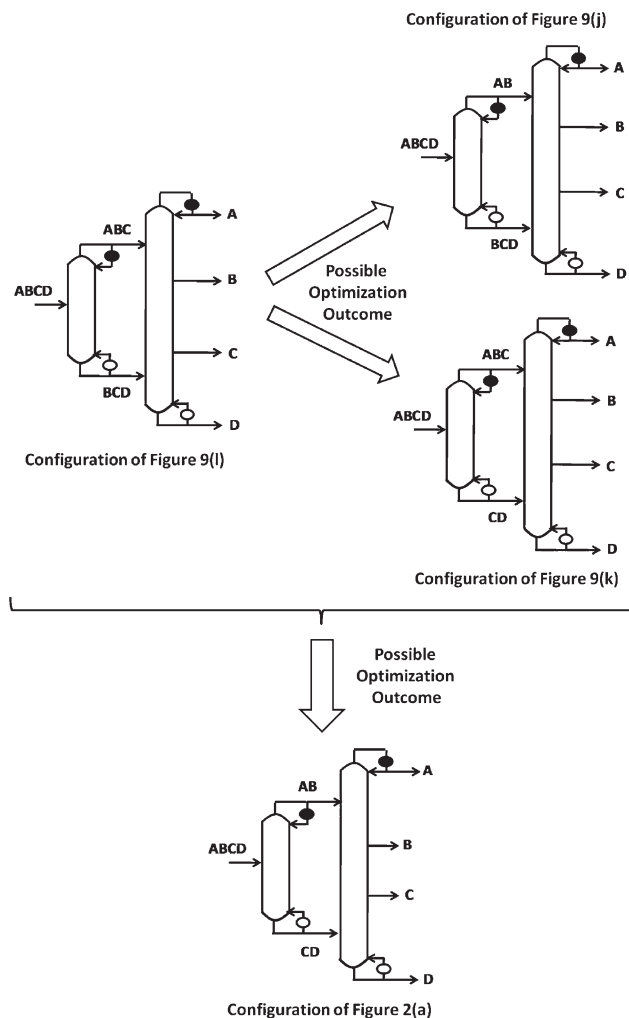 Configuration of Figure 9(j)
AB
A
ABCD
B
C
BCD
D
ABC
A
ABCD
B
C
BCD
D
Configuration of Figure 9(l)
Possible
Optimization
Outcome
ABC
A
ABCD
B
C
CD
D
Configuration of Figure 9(k)
Possible
Optimization
Outcome
AB
A
ABCD
B
C
CD
D
Configuration of Figure 2(a)